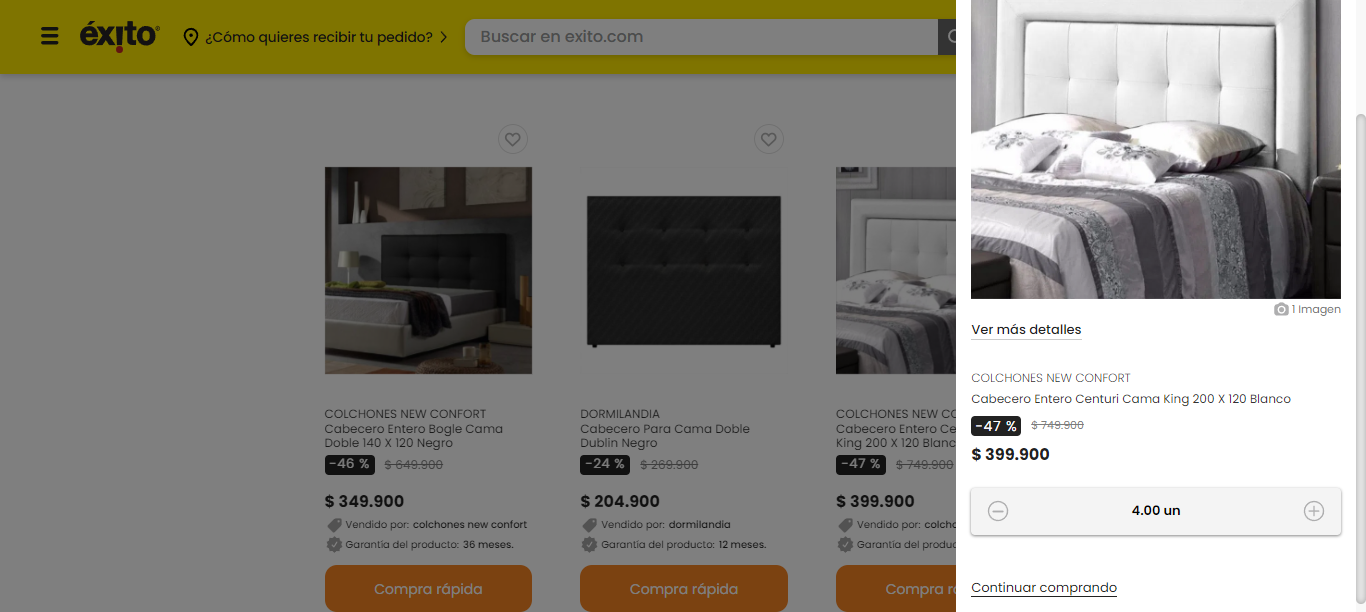 éxito
¿Cómo quieres recibir tu pedido?
Buscar en exito.com
COLCHONES NEW CONFORT
Cabecero Entero Bogle Cama
Doble 140 X 120 Negro
-46 % $ 649.900
$ 349.900
Vendido por: colchones new confort
Garantía del producto: 36 meses.
Compra rápida
DORMILANDIA
Cabecero Para Cama Doble
Dublin Negro
-24 % $ 269.900
$ 204.900
Vendido por: dormilandia
Garantía del producto: 12 meses.
Compra rápida
COLCHONES NEW CO
Cabecero Entero Ce
King 200 X 120 Blanc
-47 % $ 749.900
$ 399.900
Vendido por: colcho
Garantía del produc
Compra r
1 Imagen
Ver más detalles
COLCHONES NEW CONFORT
Cabecero Entero Centuri Cama King 200 X 120 Blanco
-47 % $ 749.900
$ 399.900
4.00 un
Continuar comprando